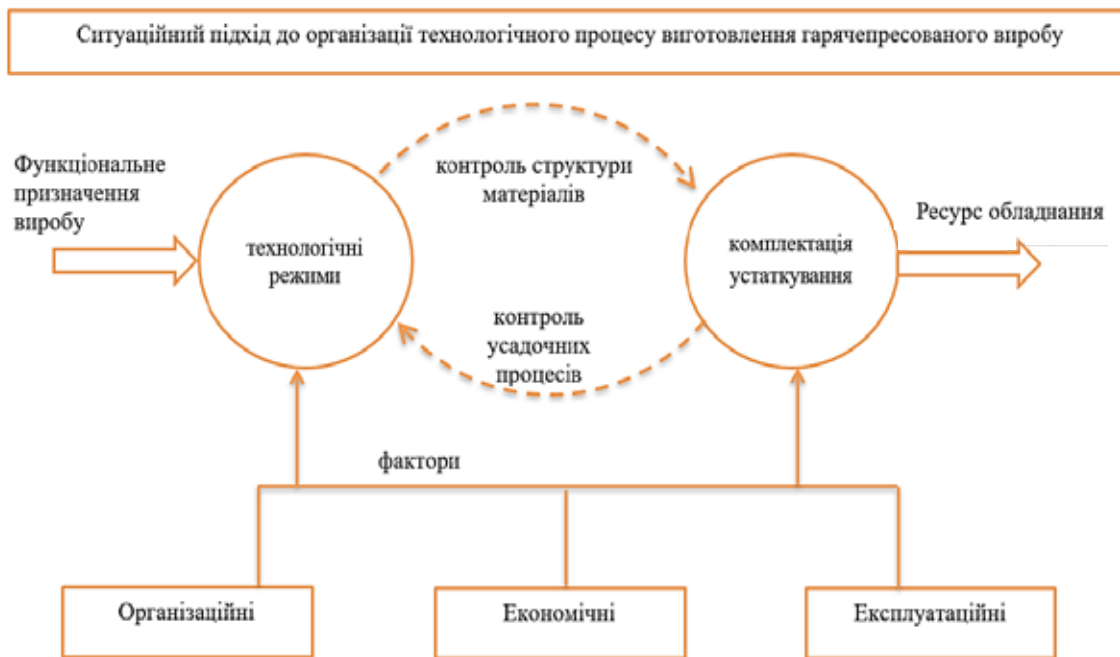 Ситуаційний підхід до організації технологічного процесу виготовлення гарячепресованого виробу
Функціональне
призначення
виробу
технологічні
режими
контроль структури
матеріалів
комплектація
устаткування
Ресурс обладнання
контроль
усадочних
процесів
фактори
Організаційні
Економічні
Експлуатаційні